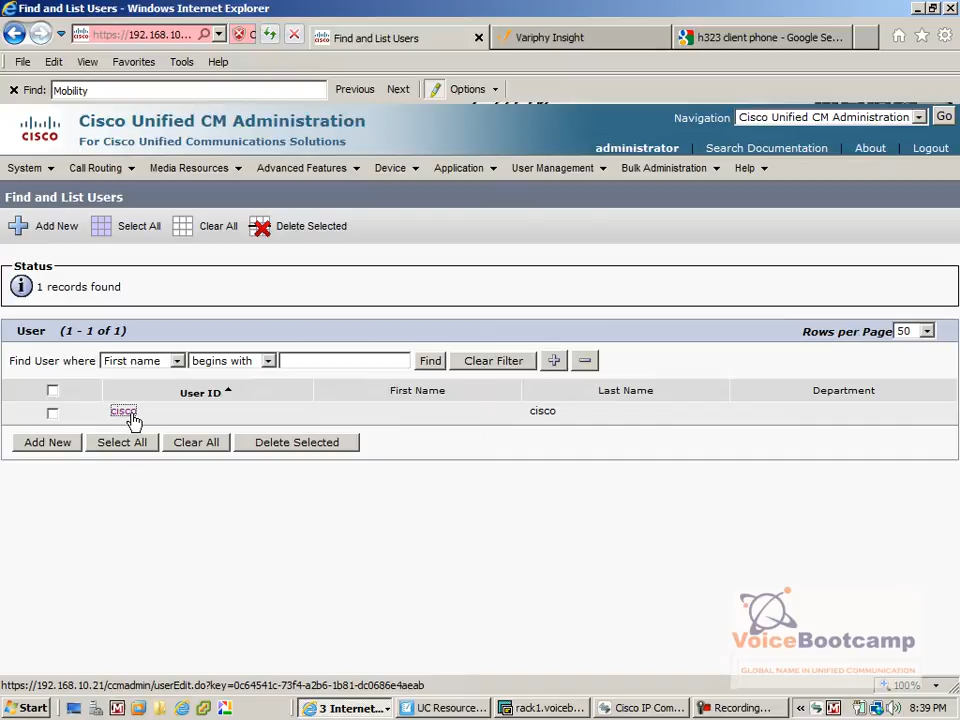 Find and List Users - Windows Internet Explorer
https://192.168.10...
C
Find and List Users
Variphy Insight
h323 client phone - Google Se...
File Edit View Favorites Tools Help
Find: Mobility Previous Next Options
CISCO
Cisco Unified CM Administration
For Cisco Unified Communications Solutions
Navigation Cisco Unified CM Administration Go
administrator Search Documentation About Logout
System Call Routing Media Resources Advanced Features Device Application User Management Bulk Administration Help
Find and List Users
Add New Select All Clear All Delete Selected
Status
1 records found
User (1 - 1 of 1) Rows per Page 50
Find User where First name begins with Find Clear Filter
User ID First Name Last Name Department
cisco cisco
Add New Select All Clear All Delete Selected
VoiceBootcamp
GLOBAL NAME IN UNIFIED COMMUNICATION
https://192.168.10.21/ccmadmin/userEdit.do?key=0c64541c-73f4-a2b6-1b81-dc0686e4aeab
100%
Start 3 Internet... UC Resource... rack1.voiceb... Cisco IP Com... Recording... 8:39 PM